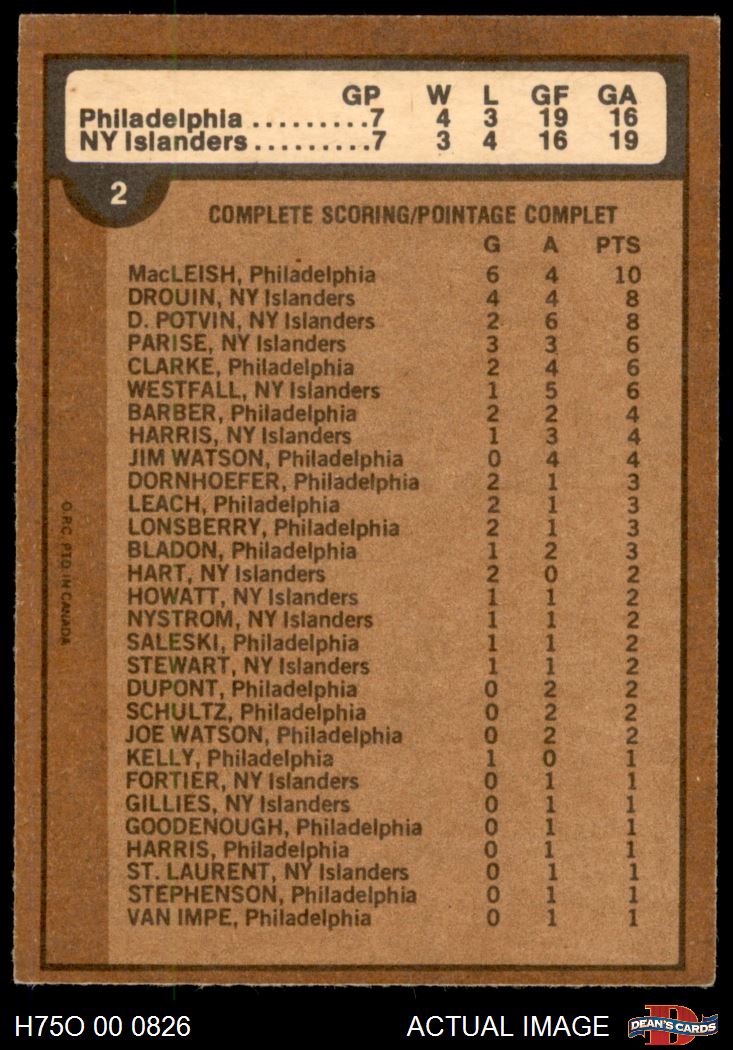 GP W L GF GA
Philadelphia .........7 4 3 19 16
NY Islanders..........7 3 4 16 19
2
COMPLETE SCORING/POINTAGE COMPLET
G A PTS
MacLEISH, Philadelphia 6 4 10
DROUIN, NY Islanders 4 4 8
D. POTVIN, NY Islanders 2 6 8
PARISE, NY Islanders 3 3 6
CLARKE, Philadelphia 2 4 6
WESTFALL, NY Islanders 1 5 6
BARBER, Philadelphia 2 2 4
HARRIS, NY Islanders 1 3 4
JIM WATSON, Philadelphia 0 4 4
DORNHOEFER, Philadelphia 2 1 3
LEACH, Philadelphia 2 1 3
LONSBERRY, Philadelphia 2 1 3
BLADON, Philadelphia 1 2 3
HART, NY Islanders 2 0 2
HOWATT, NY Islanders 1 1 2
NYSTROM, NY Islanders 1 1 2
SALESKI, Philadelphia 1 1 2
STEWART, NY Islanders 1 1 2
DUPONT, Philadelphia 0 2 2
SCHULTZ, Philadelphia 0 2 2
JOE WATSON, Philadelphia 0 2 2
KELLY, Philadelphia 1 0 1
FORTIER, NY Islanders 0 1 1
GILLIES, NY Islanders 0 1 1
GOODENOUGH, Philadelphia 0 1 1
HARRIS, Philadelphia 0 1 1
ST. LAURENT, NY Islanders 0 1 1
STEPHENSON, Philadelphia 0 1 1
VAN IMPE, Philadelphia 0 1 1
O.P.C. PTD. IN CANADA
H75O 00 0826
ACTUAL IMAGE
D
DEAN'S CARDS